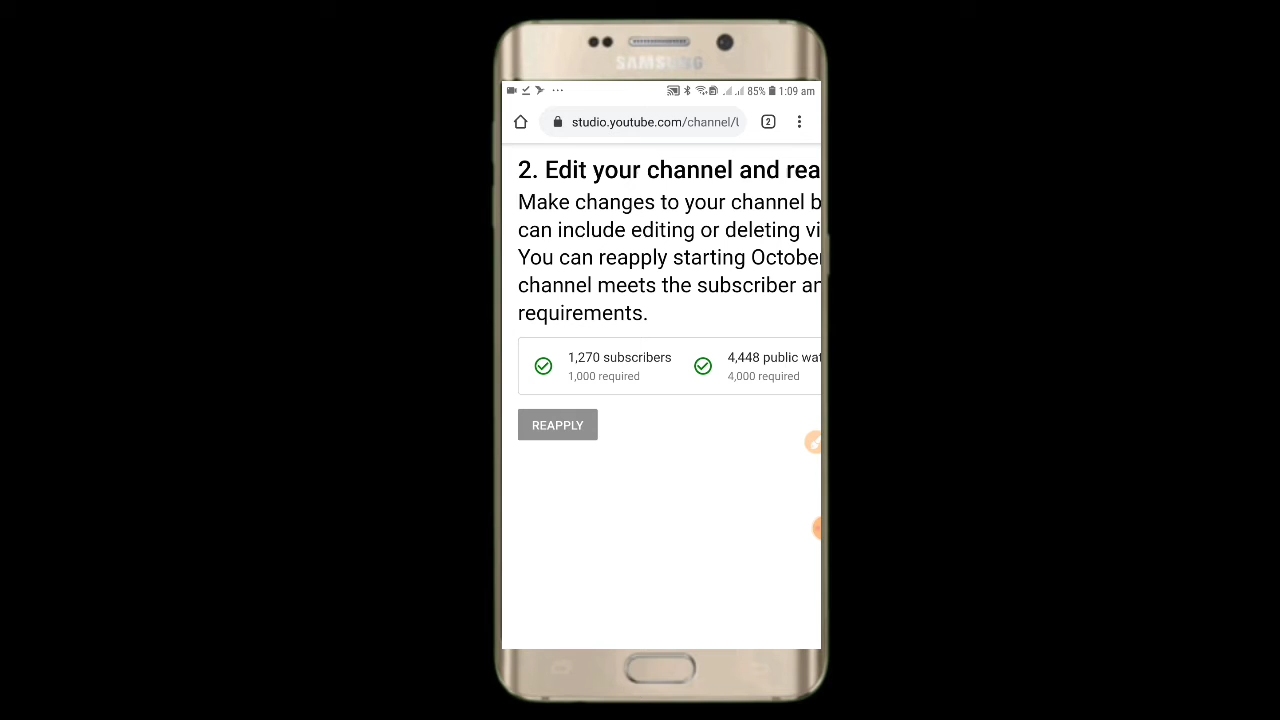 SAMSUNG
85% 1:09 am
studio.youtube.com/channel/
2
2. Edit your channel and rea
Make changes to your channel b
can include editing or deleting vi
You can reapply starting October
channel meets the subscriber an
requirements.
1,270 subscribers
1,000 required
4,448 public wat
4,000 required
REAPPLY